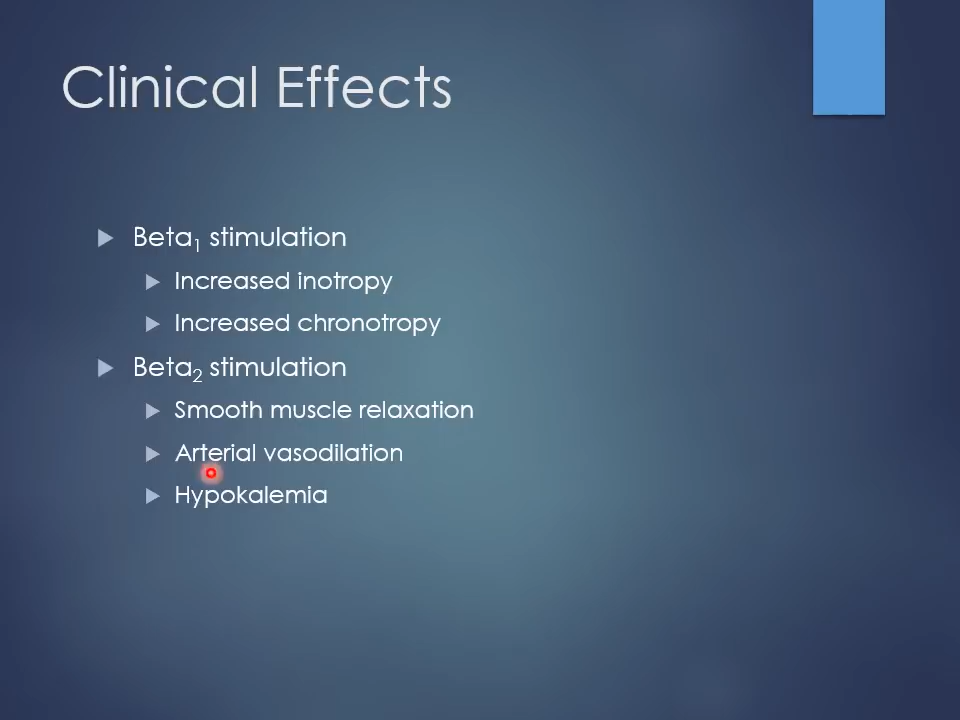 Clinical Effects
Beta₁ stimulation
Increased inotropy
Increased chronotropy
Beta₂ stimulation
Smooth muscle relaxation
Arterial vasodilation
Hypokalemia